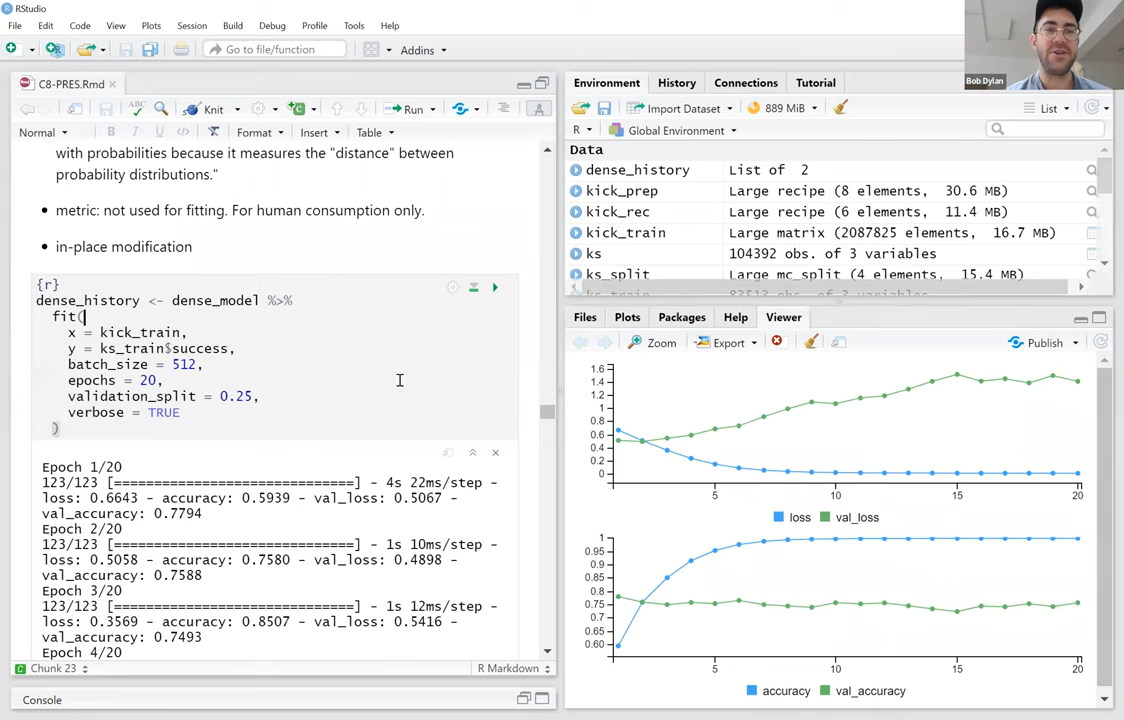 RStudio
File Edit Code View Plots Session Build Debug Profile Tools Help
Go to file/function Addins
Bob Dylan
C8-PRES.Rmd
ABC Knit Run
Normal B I U </> Format Insert Table
with probabilities because it measures the "distance" between
probability distributions."
• metric: not used for fitting. For human consumption only.
• in-place modification
{r}
dense_history <- dense_model %>%
fit(
x = kick_train,
y = ks_train$success,
batch_size = 512,
epochs = 20,
validation_split = 0.25,
verbose = TRUE
)
Epoch 1/20
123/123 [==============================] - 4s 22ms/step -
loss: 0.6643 - accuracy: 0.5939 - val_loss: 0.5067 -
val_accuracy: 0.7794
Epoch 2/20
123/123 [==============================] - 1s 10ms/step -
loss: 0.5058 - accuracy: 0.7580 - val_loss: 0.4898 -
val_accuracy: 0.7588
Epoch 3/20
123/123 [==============================] - 1s 12ms/step -
loss: 0.3569 - accuracy: 0.8507 - val_loss: 0.5416 -
val_accuracy: 0.7493
Epoch 4/20
Chunk 23 R Markdown
Console
Environment History Connections Tutorial
Import Dataset 889 MiB List
R Global Environment
Data
dense_history List of 2
kick_prep Large recipe (8 elements, 30.6 MB)
kick_rec Large recipe (6 elements, 11.4 MB)
kick_train Large matrix (2087825 elements, 16.7 MB)
ks 104392 obs. of 3 variables
ks_split Large mc_split (4 elements, 15.4 MB)
ks_train 83513 obs. of 3 variables
Files Plots Packages Help Viewer
Zoom Export Publish
1.6
1.4
1.2
1
0.8
0.6
0.4
0.2
0
5 10 15 20
loss val_loss
1
0.95
0.90
0.85
0.80
0.75
0.70
0.65
0.60
5 10 15 20
accuracy val_accuracy